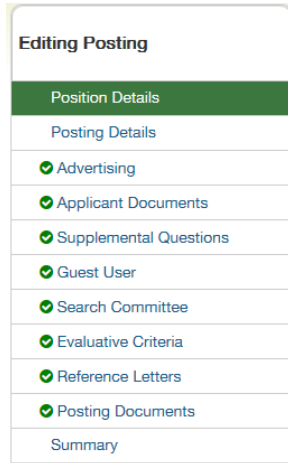 Editing Posting
Position Details
Posting Details
Advertising
Applicant Documents
Supplemental Questions
Guest User
Search Committee
Evaluative Criteria
Reference Letters
Posting Documents
Summary